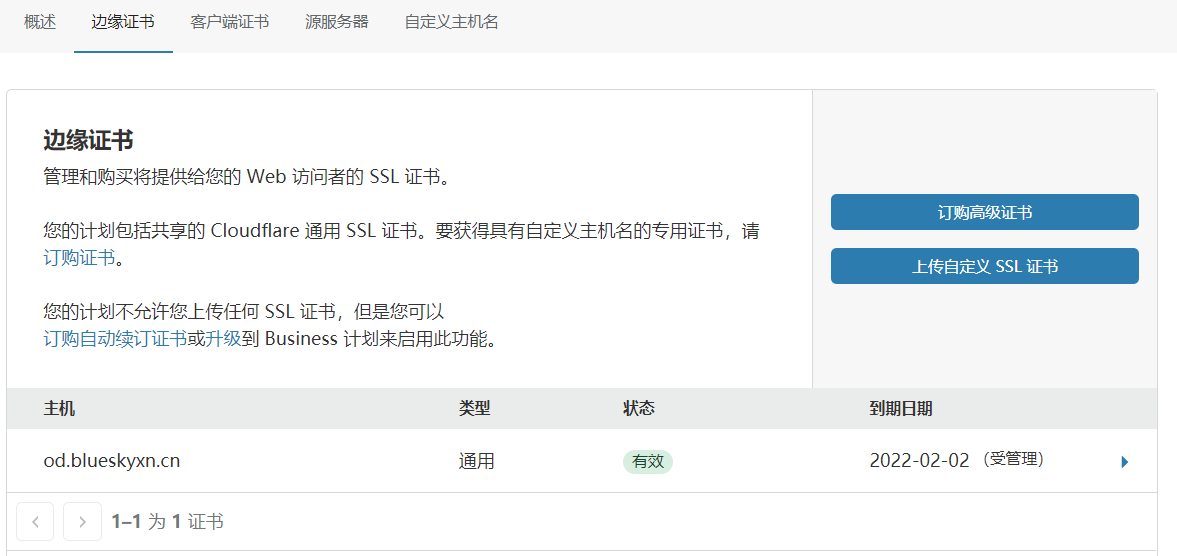 概述 边缘证书 客户端证书 源服务器 自定义主机名
边缘证书
管理和购买将提供给您的 Web 访问者的 SSL 证书。
您的计划包括共享的 Cloudflare 通用 SSL 证书。要获得具有自定义主机名的专用证书，请
订购证书。
您的计划不允许您上传任何 SSL 证书，但是您可以
订购自动续订证书或升级到 Business 计划来启用此功能。
订购高级证书
上传自定义 SSL 证书
主机 类型 状态 到期日期
od.blueskyxn.cn 通用 有效 2022-02-02 （受管理）
1–1 为 1 证书